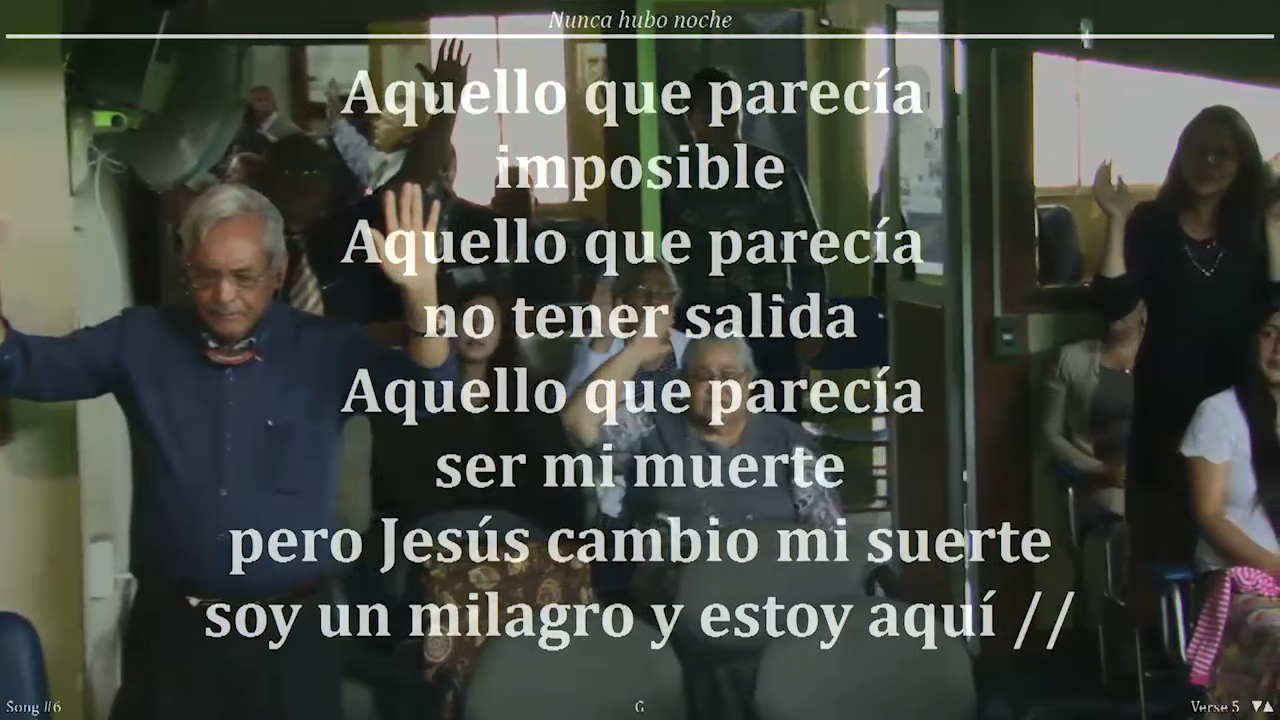 Nunca hubo noche
Aquello que parecía
imposible
Aquello que parecía
no tener salida
Aquello que parecía
ser mi muerte
pero Jesús cambio mi suerte
soy un milagro y estoy aquí //
Song #6
G
Verse 5 ▼▲